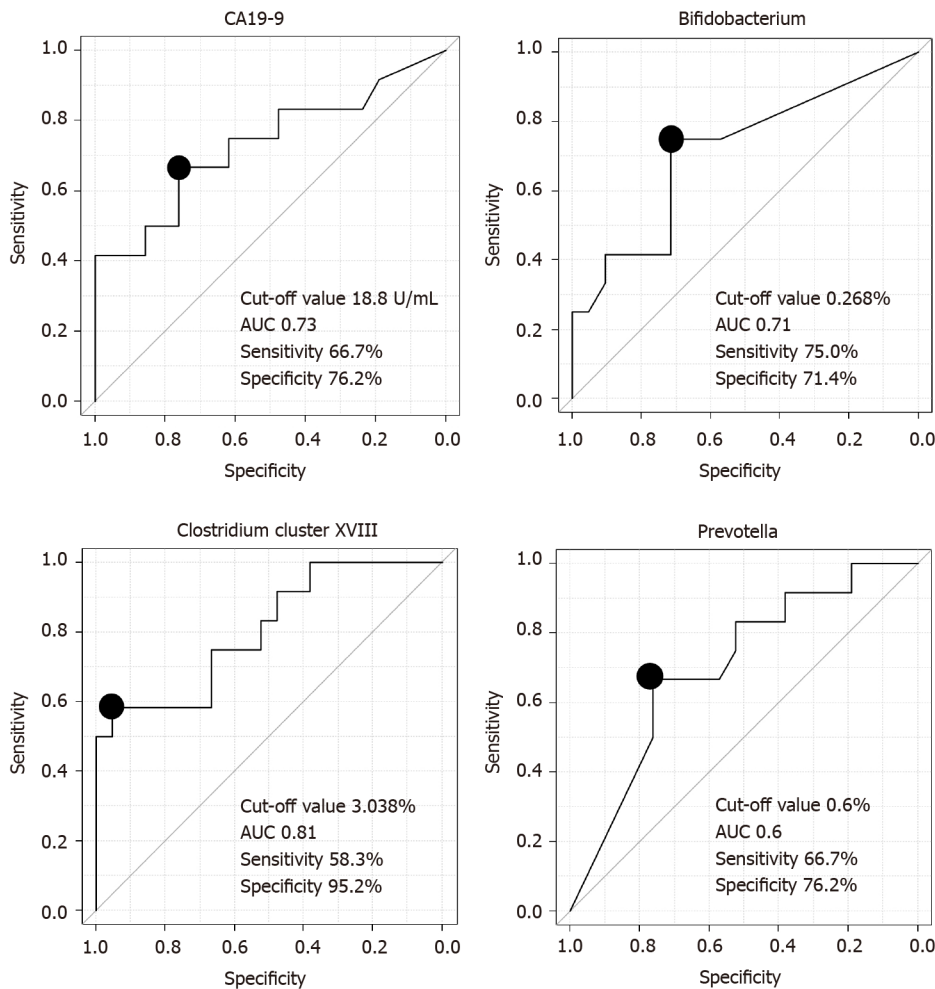 CA19-9
1.0
0.8
0.6
0.4
0.2
0.0
Sensitivity
Cut-off value 18.8 U/mL
AUC 0.73
Sensitivity 66.7%
Specificity 76.2%
1.0 0.8 0.6 0.4 0.2 0.0
Specificity
Bifidobacterium
1.0
0.8
0.6
0.4
0.2
0.0
Sensitivity
Cut-off value 0.268%
AUC 0.71
Sensitivity 75.0%
Specificity 71.4%
1.0 0.8 0.6 0.4 0.2 0.0
Specificity
Clostridium cluster XVIII
1.0
0.8
0.6
0.4
0.2
0.0
Sensitivity
Cut-off value 3.038%
AUC 0.81
Sensitivity 58.3%
Specificity 95.2%
1.0 0.8 0.6 0.4 0.2 0.0
Specificity
Prevotella
1.0
0.8
0.6
0.4
0.2
0.0
Sensitivity
Cut-off value 0.6%
AUC 0.6
Sensitivity 66.7%
Specificity 76.2%
1.0 0.8 0.6 0.4 0.2 0.0
Specificity